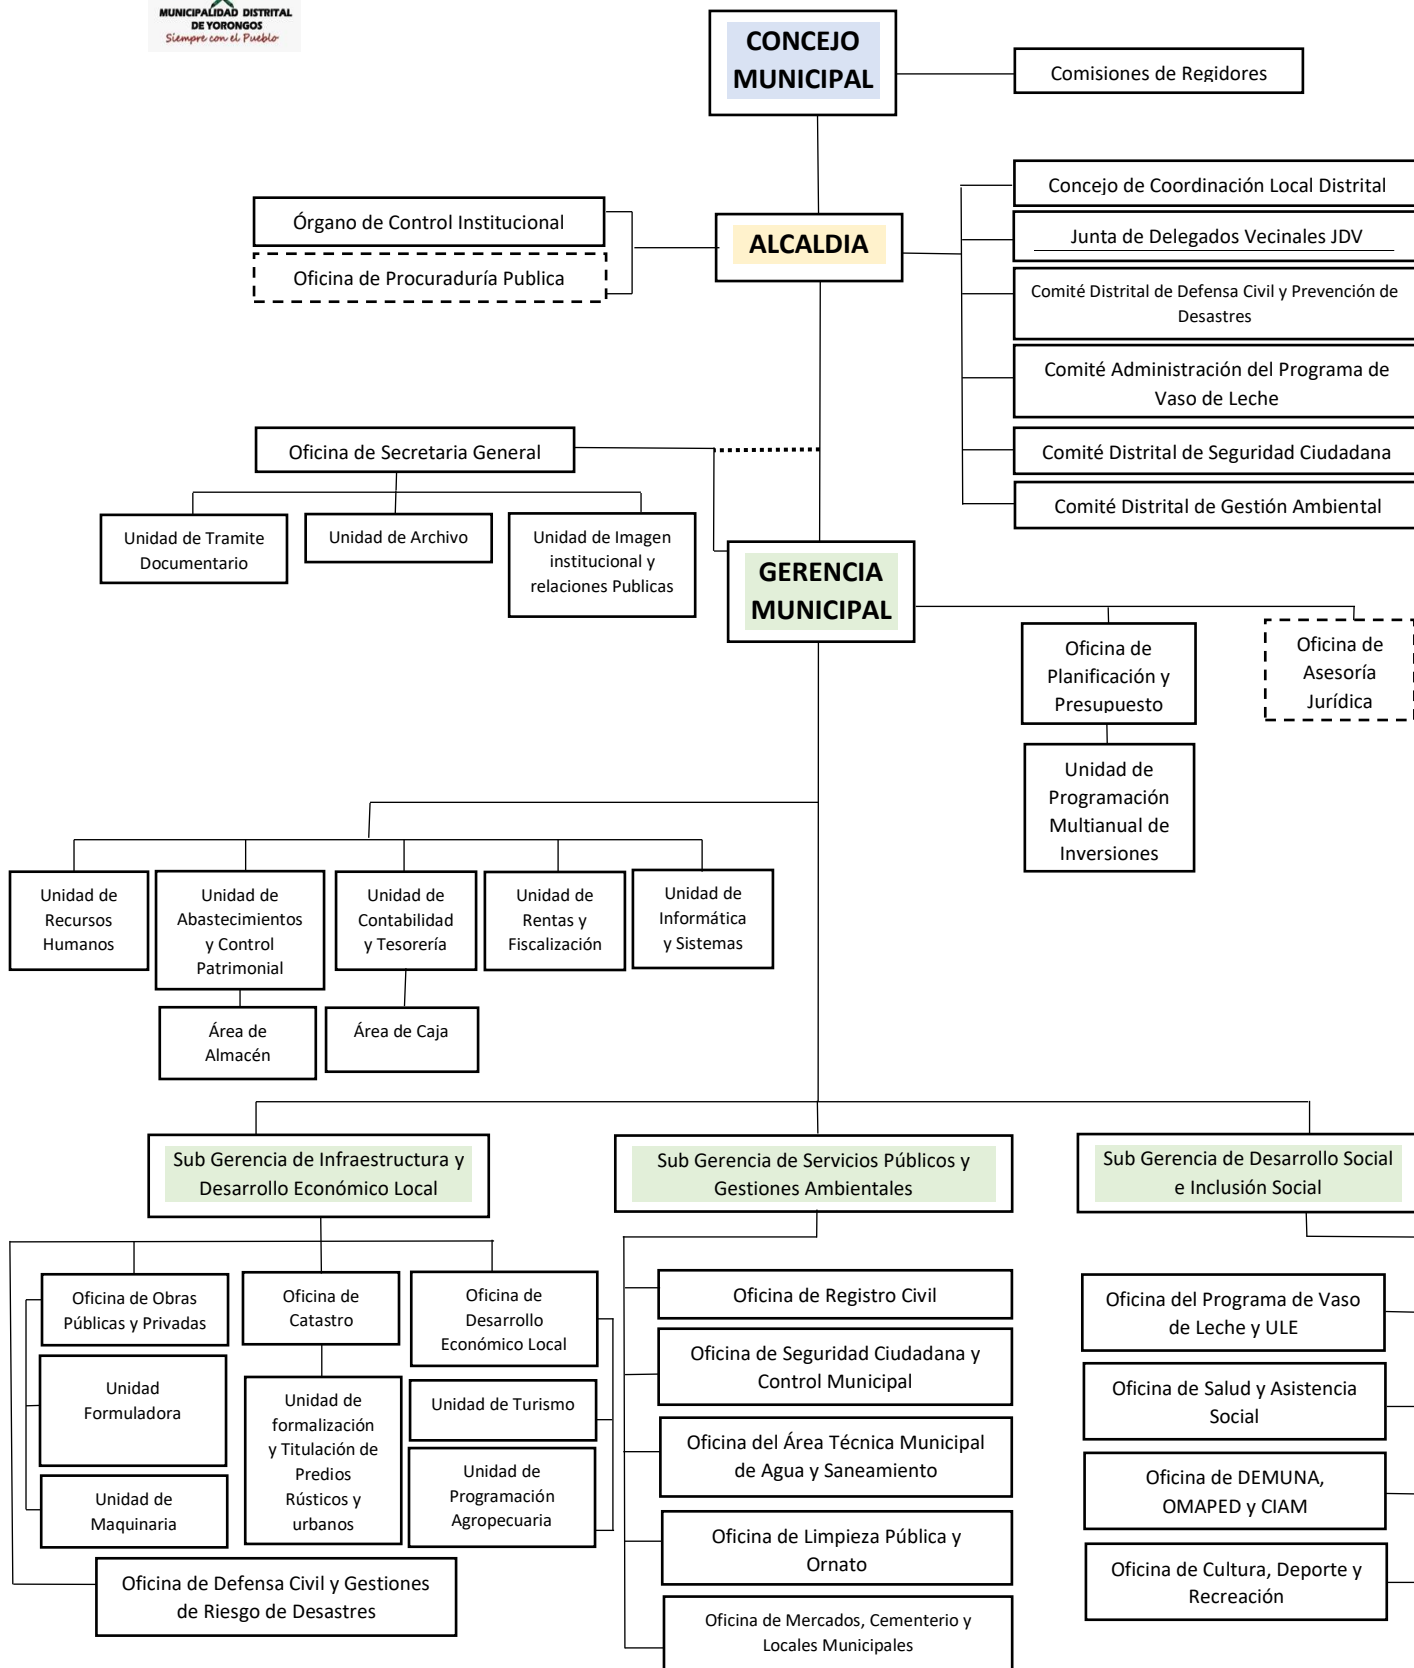 MUNICIPALIDAD DISTRITAL
DE YORONGOS
Siempre con el Pueblo
CONCEJO
MUNICIPAL
Comisiones de Regidores
Concejo de Coordinación Local Distrital
Órgano de Control Institucional
ALCALDIA
Junta de Delegados Vecinales JDV
Oficina de Procuraduría Publica
Comité Distrital de Defensa Civil y Prevención de
Desastres
Comité Administración del Programa de
Vaso de Leche
Oficina de Secretaria General
Comité Distrital de Seguridad Ciudadana
Comité Distrital de Gestión Ambiental
Unidad de Tramite
Documentario
Unidad de Archivo
Unidad de Imagen
institucional y
relaciones Publicas
GERENCIA
MUNICIPAL
Oficina de
Planificación y
Presupuesto
Oficina de
Asesoría
Jurídica
Unidad de
Programación
Multianual de
Inversiones
Unidad de
Recursos
Humanos
Unidad de
Abastecimientos
y Control
Patrimonial
Unidad de
Contabilidad
y Tesorería
Unidad de
Rentas y
Fiscalización
Unidad de
Informática
y Sistemas
Área de
Almacén
Área de Caja
Sub Gerencia de Infraestructura y
Desarrollo Económico Local
Sub Gerencia de Servicios Públicos y
Gestiones Ambientales
Sub Gerencia de Desarrollo Social
e Inclusión Social
Oficina de Obras
Públicas y Privadas
Oficina de
Catastro
Oficina de
Desarrollo
Económico Local
Unidad
Formuladora
Unidad de
formalización
y Titulación de
Predios
Rústicos y
urbanos
Unidad de Turismo
Unidad de
Maquinaria
Unidad de
Programación
Agropecuaria
Oficina de Defensa Civil y Gestiones
de Riesgo de Desastres
Oficina de Registro Civil
Oficina de Seguridad Ciudadana y
Control Municipal
Oficina del Área Técnica Municipal
de Agua y Saneamiento
Oficina de Limpieza Pública y
Ornato
Oficina de Mercados, Cementerio y
Locales Municipales
Oficina del Programa de Vaso
de Leche y ULE
Oficina de Salud y Asistencia
Social
Oficina de DEMUNA,
OMAPED y CIAM
Oficina de Cultura, Deporte y
Recreación